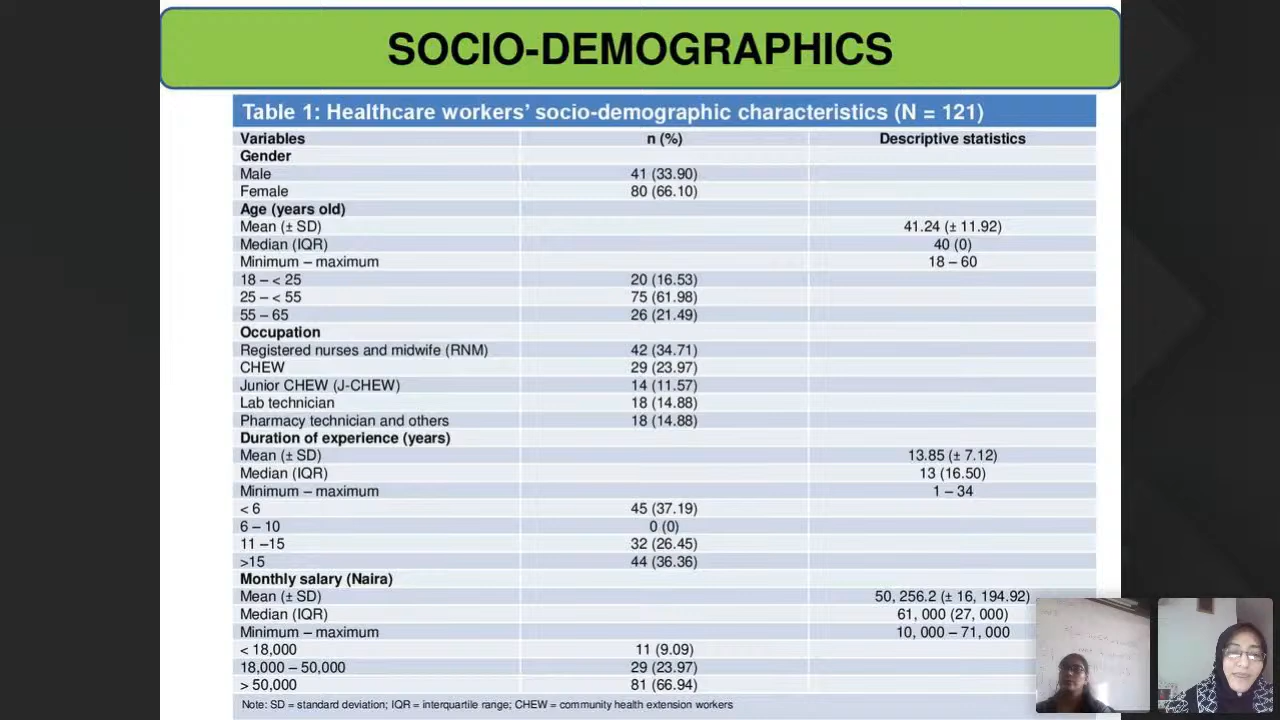 SOCIO-DEMOGRAPHICS
Table 1: Healthcare workers’ socio-demographic characteristics (N = 121)
Variables n (%) Descriptive statistics
Gender
Male 41 (33.90)
Female 80 (66.10)
Age (years old)
Mean (± SD) 41.24 (± 11.92)
Median (IQR) 40 (0)
Minimum – maximum 18 – 60
18 – < 25 20 (16.53)
25 – < 55 75 (61.98)
55 – 65 26 (21.49)
Occupation
Registered nurses and midwife (RNM) 42 (34.71)
CHEW 29 (23.97)
Junior CHEW (J-CHEW) 14 (11.57)
Lab technician 18 (14.88)
Pharmacy technician and others 18 (14.88)
Duration of experience (years)
Mean (± SD) 13.85 (± 7.12)
Median (IQR) 13 (16.50)
Minimum – maximum 1 – 34
< 6 45 (37.19)
6 – 10 0 (0)
11 –15 32 (26.45)
>15 44 (36.36)
Monthly salary (Naira)
Mean (± SD) 50, 256.2 (± 16, 194.92)
Median (IQR) 61, 000 (27, 000)
Minimum – maximum 10, 000 – 71, 000
< 18,000 11 (9.09)
18,000 – 50,000 29 (23.97)
> 50,000 81 (66.94)
Note: SD = standard deviation; IQR = interquartile range; CHEW = community health extension workers